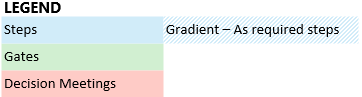 LEGEND
Steps
Gradient – As required steps
Gates
Decision Meetings